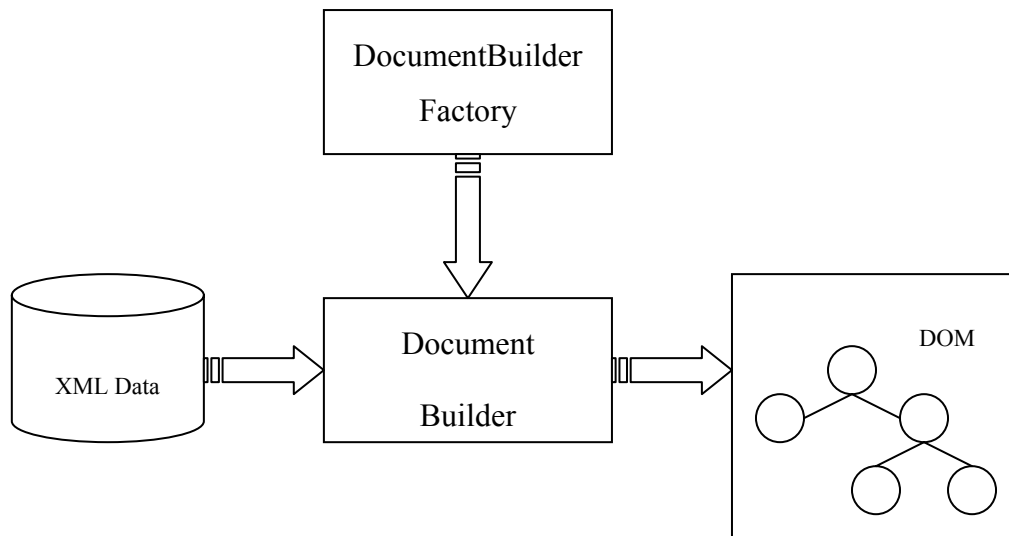 DocumentBuilder
Factory
XML Data
Document
Builder
DOM